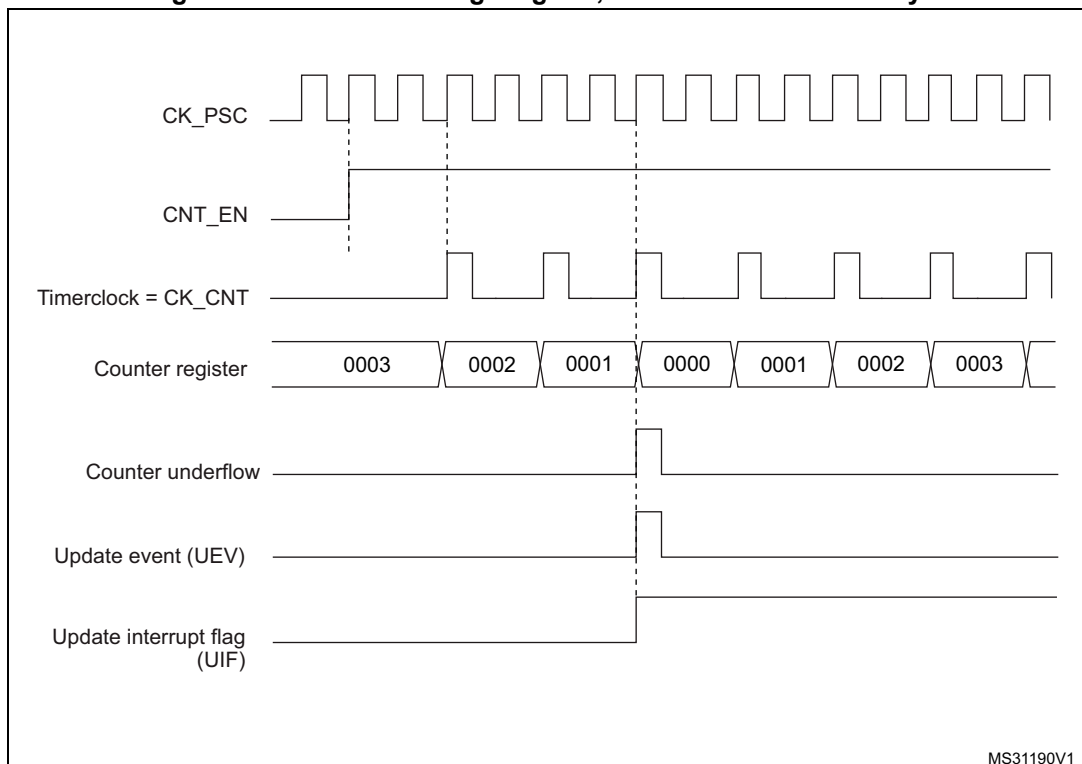 CK_PSC
CNT_EN
Timerclock = CK_CNT
Counter register
0003 0002 0001 0000 0001 0002 0003
Counter underflow
Update event (UEV)
Update interrupt flag
(UIF)
MS31190V1